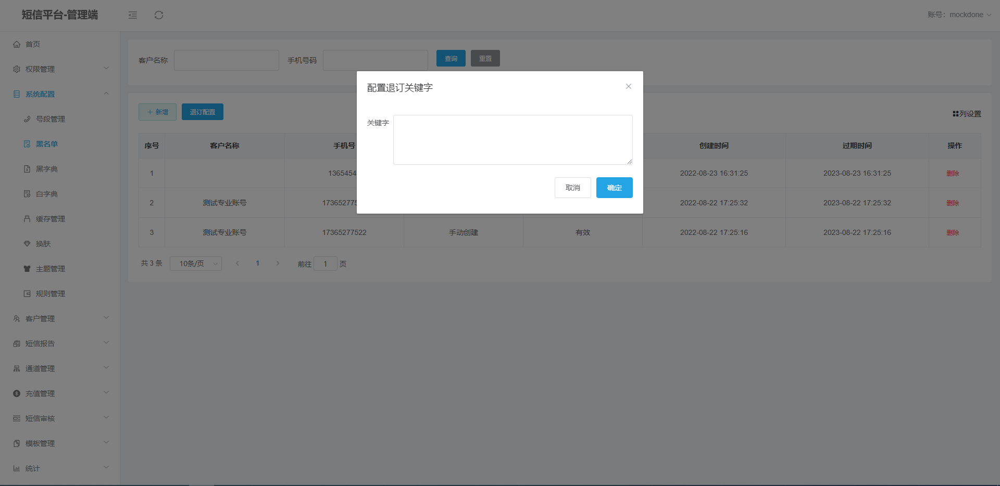 短信平台-管理端
账号：mockdone
首页
权限管理
系统配置
号段管理
黑名单
黑字典
白字典
缓存管理
换肤
主题管理
规则管理
客户管理
短信报告
通道管理
充值管理
短信审核
模板管理
统计
客户名称
手机号码
查询
重置
新增
退订配置
列设置
配置退订关键字
关键字
取消
确定
序号 客户名称 手机号 创建时间 过期时间 操作
1 1365454 2022-08-23 16:31:25 2023-08-23 16:31:25 删除
2 测试专业账号 173652775 2022-08-22 17:25:32 2023-08-22 17:25:32 删除
3 测试专业账号 17365277522 手动创建 有效 2022-08-22 17:25:16 2023-08-22 17:25:16 删除
共 3 条 10条/页 1 前往 1 页